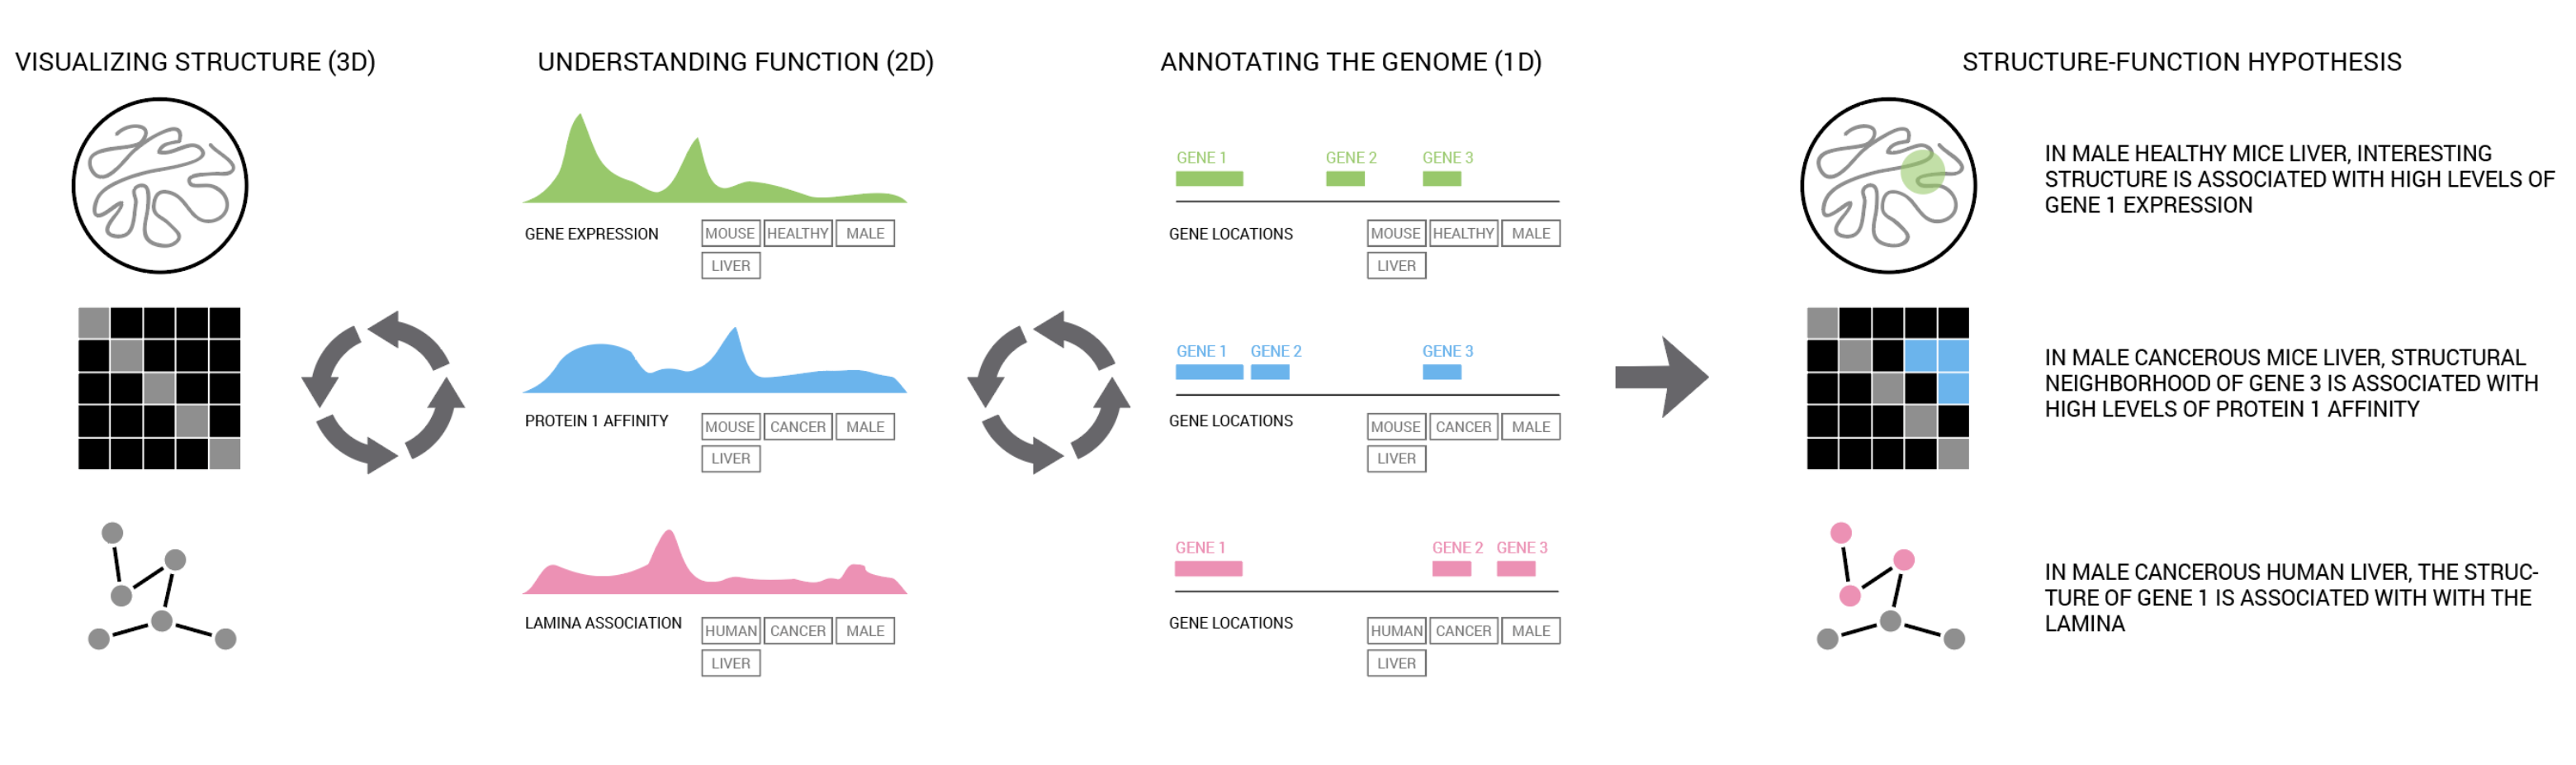 VISUALIZING STRUCTURE (3D)
UNDERSTANDING FUNCTION (2D)
ANNOTATING THE GENOME (1D)
STRUCTURE-FUNCTION HYPOTHESIS
GENE EXPRESSION
MOUSE
HEALTHY
MALE
LIVER
GENE 1
GENE 2
GENE 3
GENE LOCATIONS
MOUSE
HEALTHY
MALE
LIVER
IN MALE HEALTHY MICE LIVER, INTERESTING
STRUCTURE IS ASSOCIATED WITH HIGH LEVELS OF
GENE 1 EXPRESSION
PROTEIN 1 AFFINITY
MOUSE
CANCER
MALE
LIVER
GENE 1
GENE 2
GENE 3
GENE LOCATIONS
MOUSE
CANCER
MALE
LIVER
IN MALE CANCEROUS MICE LIVER, STRUCTURAL
NEIGHBORHOOD OF GENE 3 IS ASSOCIATED WITH
HIGH LEVELS OF PROTEIN 1 AFFINITY
LAMINA ASSOCIATION
HUMAN
CANCER
MALE
LIVER
GENE 1
GENE 2
GENE 3
GENE LOCATIONS
HUMAN
CANCER
MALE
LIVER
IN MALE CANCEROUS HUMAN LIVER, THE STRUC-
TURE OF GENE 1 IS ASSOCIATED WITH WITH THE
LAMINA